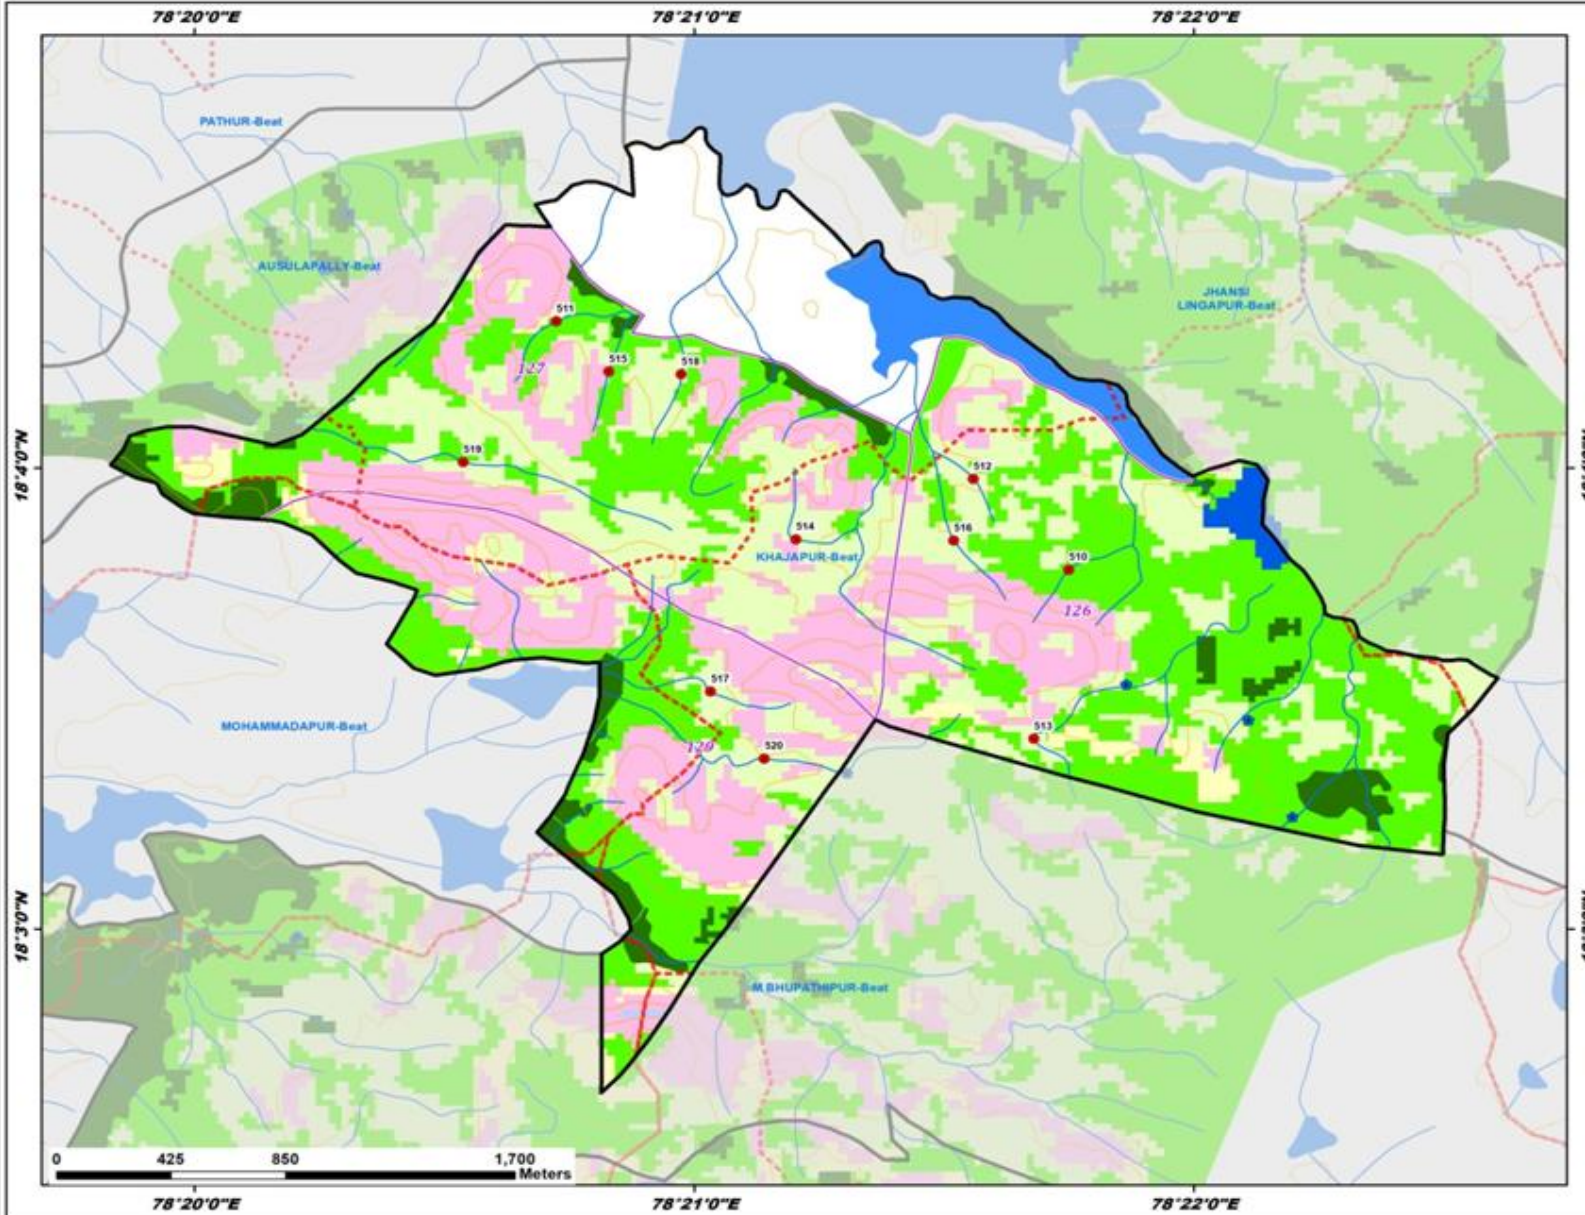 78°20'0"E 78°21'0"E 78°22'0"E
PATHUR-Beat
AUSULAPALLY-Beat
JHANSI
LINGAPUR-Beat
511
515
518
127
18°4'0"N
519
512
514
516
KHAJAPUR-Beat
510
126
517
MOHAMMADAPUR-Beat
513
520
18°3'0"N
M.BHUPATHIPUR-Beat
0 425 850 1,700
Meters
78°20'0"E 78°21'0"E 78°22'0"E